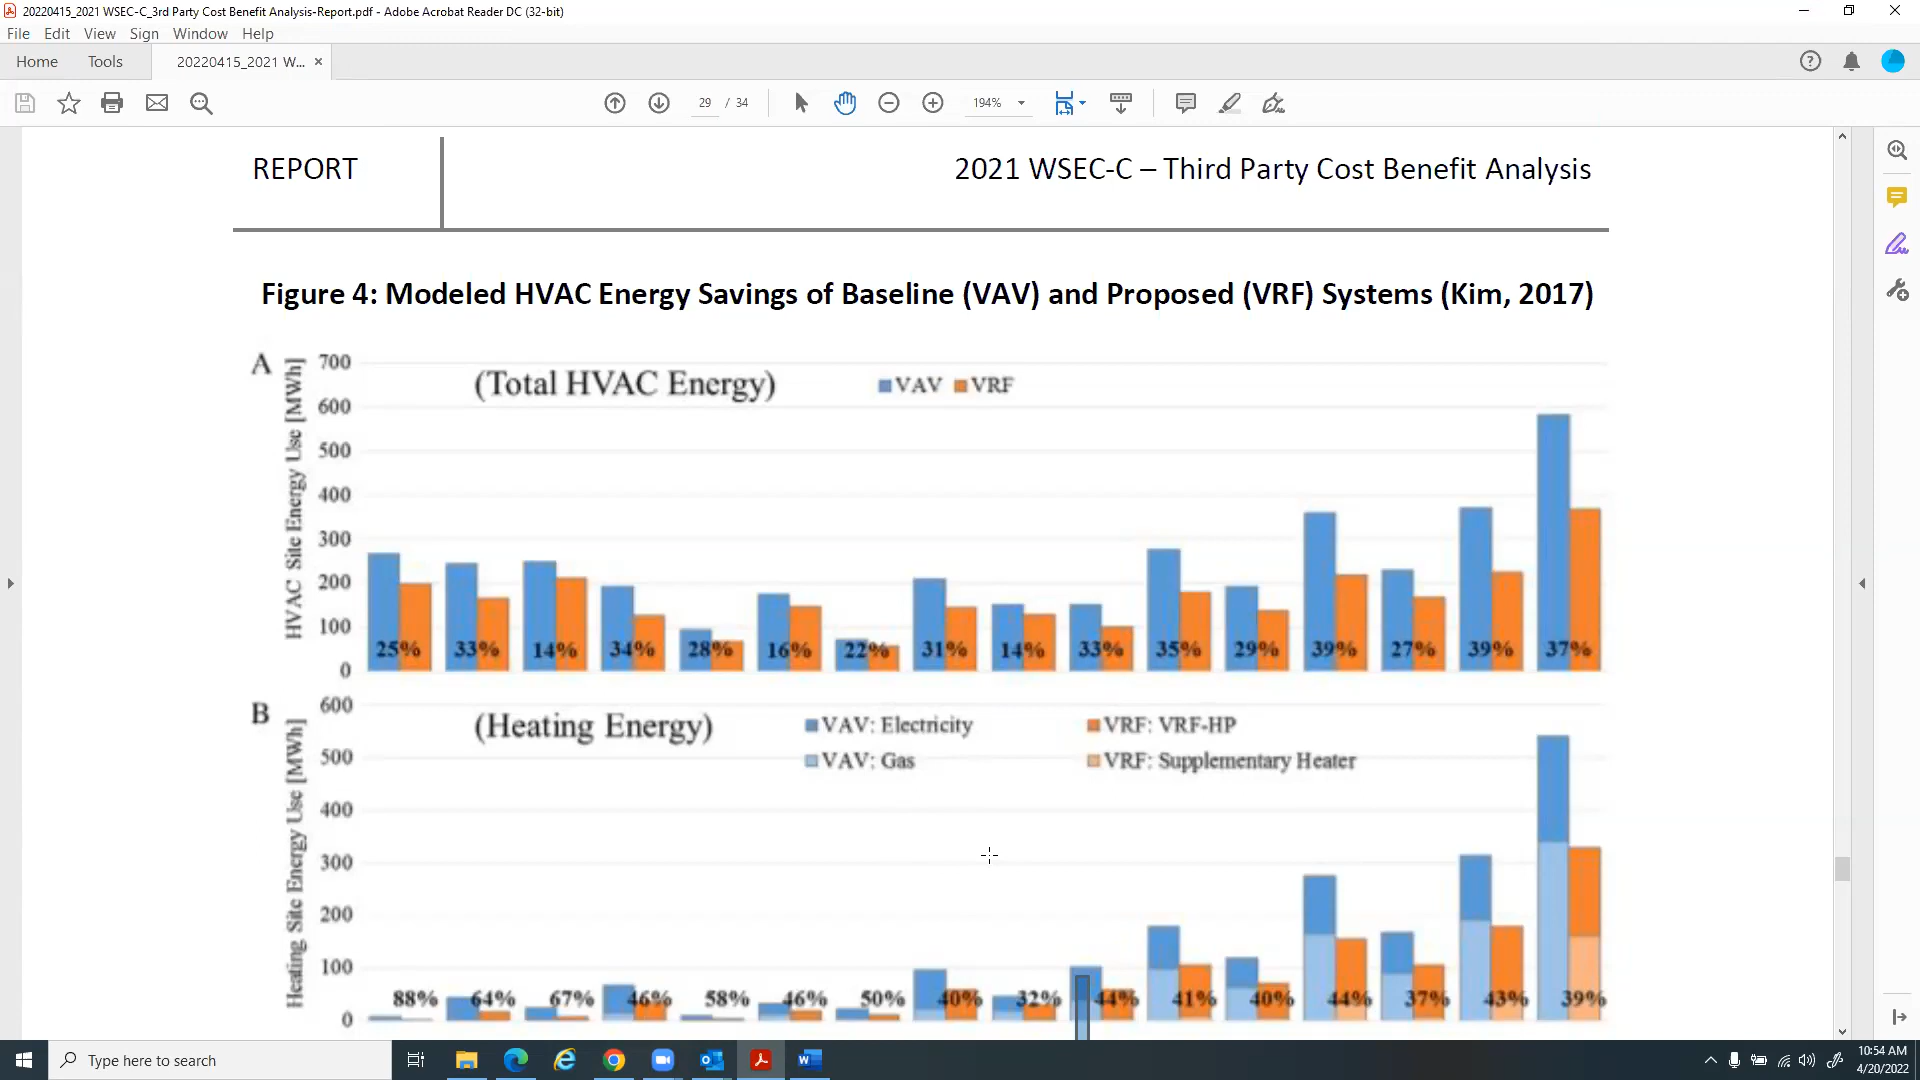 20220415_2021 WSEC-C_3rd Party Cost Benefit Analysis-Report.pdf - Adobe Acrobat Reader DC (32-bit)
File Edit View Sign Window Help
Home Tools 20220415_2021 W... ×
29 / 34 194%
REPORT 2021 WSEC-C – Third Party Cost Benefit Analysis
Figure 4: Modeled HVAC Energy Savings of Baseline (VAV) and Proposed (VRF) Systems (Kim, 2017)
A
HVAC Site Energy Use [MWh]
(Total HVAC Energy)
VAV VRF
700
600
500
400
300
200
100
0
25% 33% 14% 34% 28% 16% 22% 31% 14% 33% 35% 29% 39% 27% 39% 37%
B
Heating Site Energy Use [MWh]
(Heating Energy)
VAV: Electricity VRF: VRF-HP
VAV: Gas VRF: Supplementary Heater
600
500
400
300
200
100
0
88% 64% 67% 46% 58% 46% 50% 40% 32% 44% 41% 40% 44% 37% 43% 39%
Type here to search
10:54 AM
4/20/2022